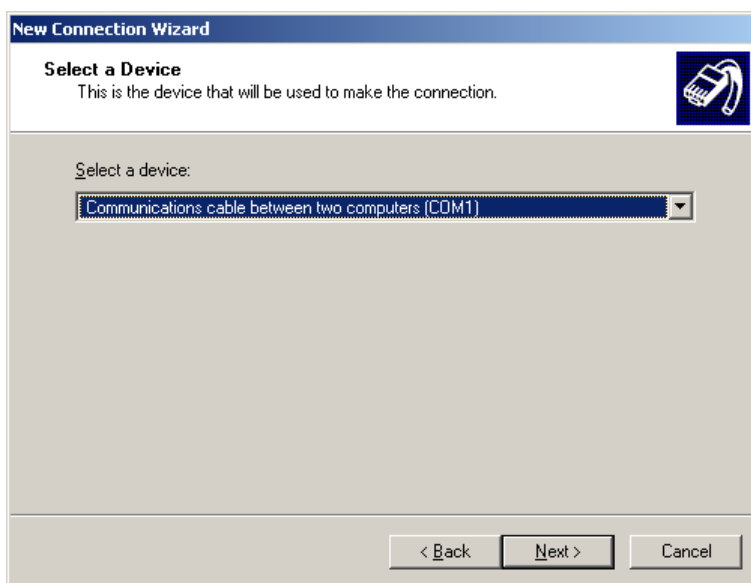 New Connection Wizard
Select a Device
This is the device that will be used to make the connection.
Select a device:
Communications cable between two computers (COM1)
< Back
Next >
Cancel